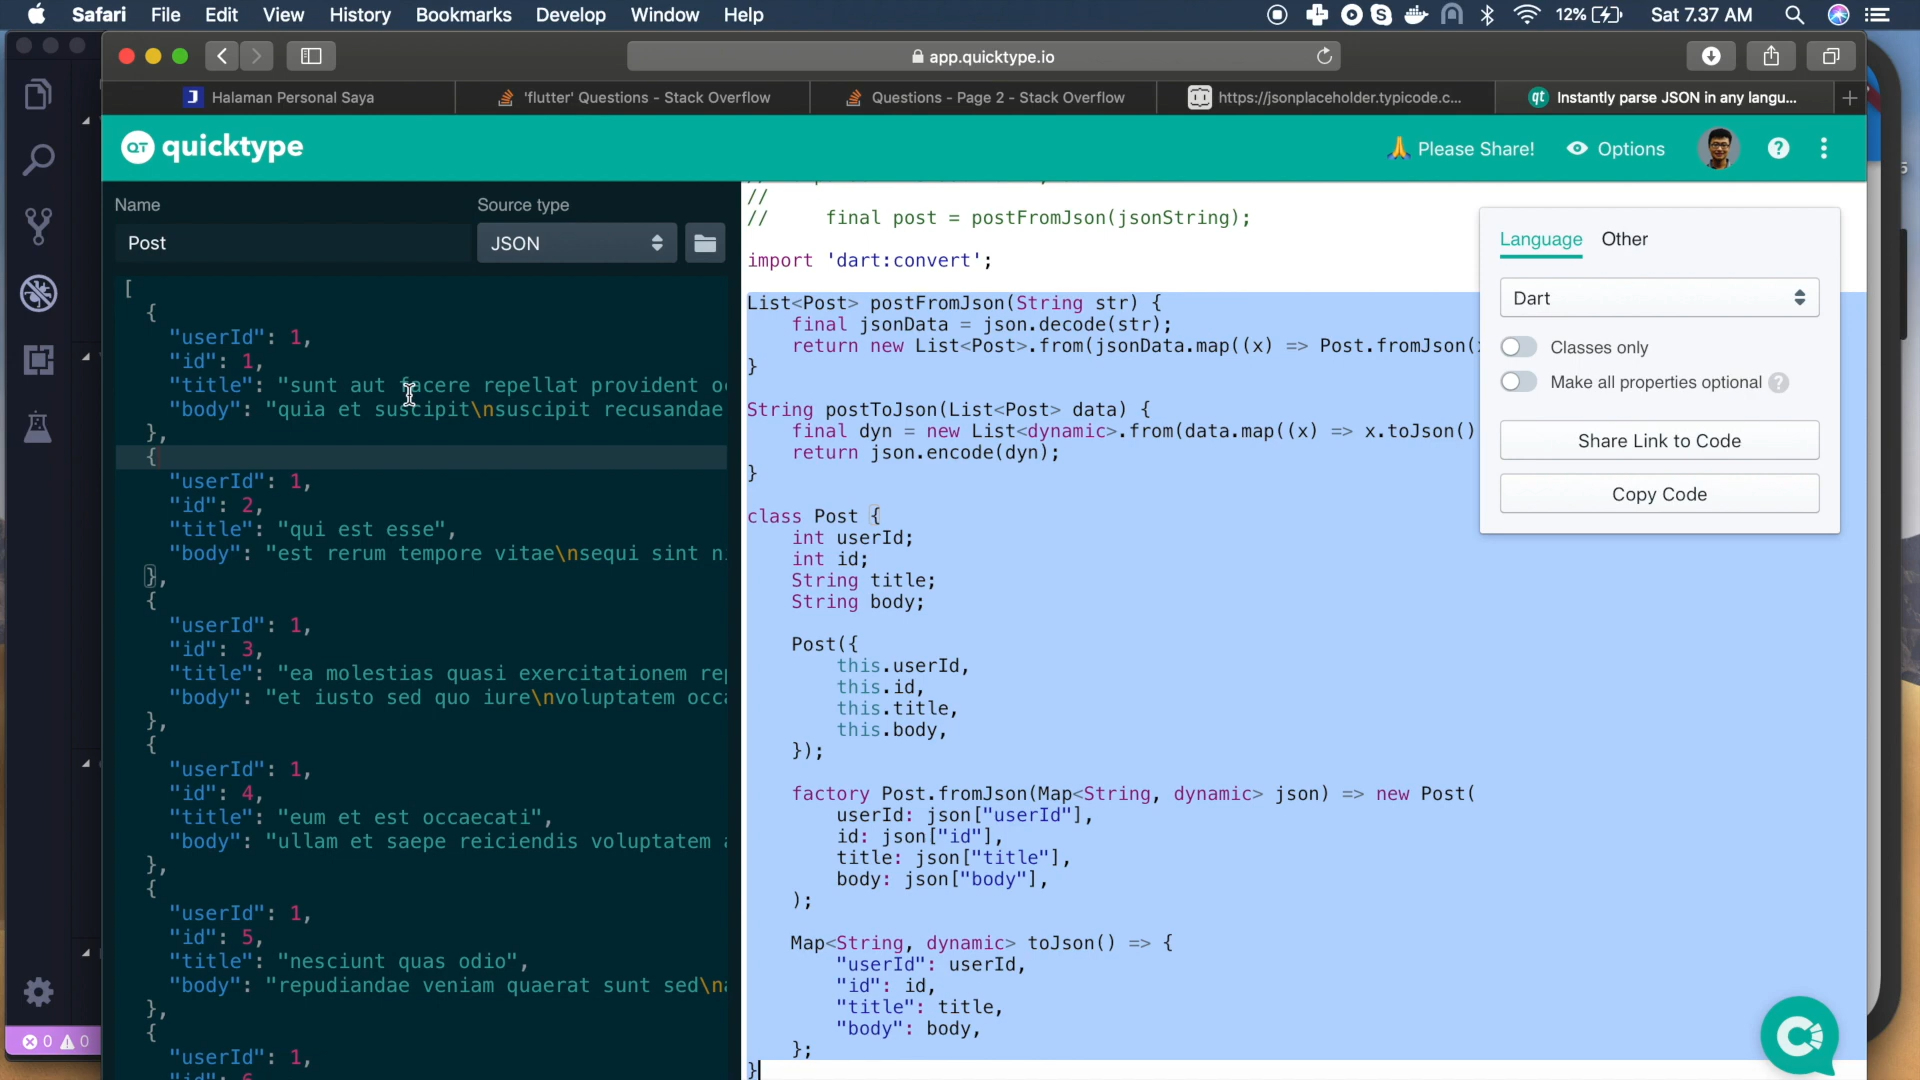 Safari File Edit View History Bookmarks Develop Window Help 12% Sat 7.37 AM
app.quicktype.io
Halaman Personal Saya
'flutter' Questions - Stack Overflow
Questions - Page 2 - Stack Overflow
https://jsonplaceholder.typicode.c...
qt Instantly parse JSON in any langu...
QT quicktype
Please Share!
Options
Name
Source type
Post
JSON
[
{
"userId": 1,
"id": 1,
"title": "sunt aut facere repellat provident
"body": "quia et suscipit\nsuscipit recusandae
},
{
"userId": 1,
"id": 2,
"title": "qui est esse",
"body": "est rerum tempore vitae\nsequi sint
},
{
"userId": 1,
"id": 3,
"title": "ea molestias quasi exercitationem
"body": "et iusto sed quo iure\nvoluptatem
},
{
"userId": 1,
"id": 4,
"title": "eum et est occaecati",
"body": "ullam et saepe reiciendis voluptatem
},
{
"userId": 1,
"id": 5,
"title": "nesciunt quas odio",
"body": "repudiandae veniam quaerat sunt
},
{
"userId": 1,
//
// final post = postFromJson(jsonString);
import 'dart:convert';
List<Post> postFromJson(String str) {
final jsonData = json.decode(str);
return new List<Post>.from(jsonData.map((x) => Post.fromJson(
}
String postToJson(List<Post> data) {
final dyn = new List<dynamic>.from(data.map((x) => x.toJson()
return json.encode(dyn);
}
class Post {
int userId;
int id;
String title;
String body;
Post({
this.userId,
this.id,
this.title,
this.body,
});
factory Post.fromJson(Map<String, dynamic> json) => new Post(
userId: json["userId"],
id: json["id"],
title: json["title"],
body: json["body"],
);
Map<String, dynamic> toJson() => {
"userId": userId,
"id": id,
"title": title,
"body": body,
};
}
Language Other
Dart
Classes only
Make all properties optional ?
Share Link to Code
Copy Code
0 0